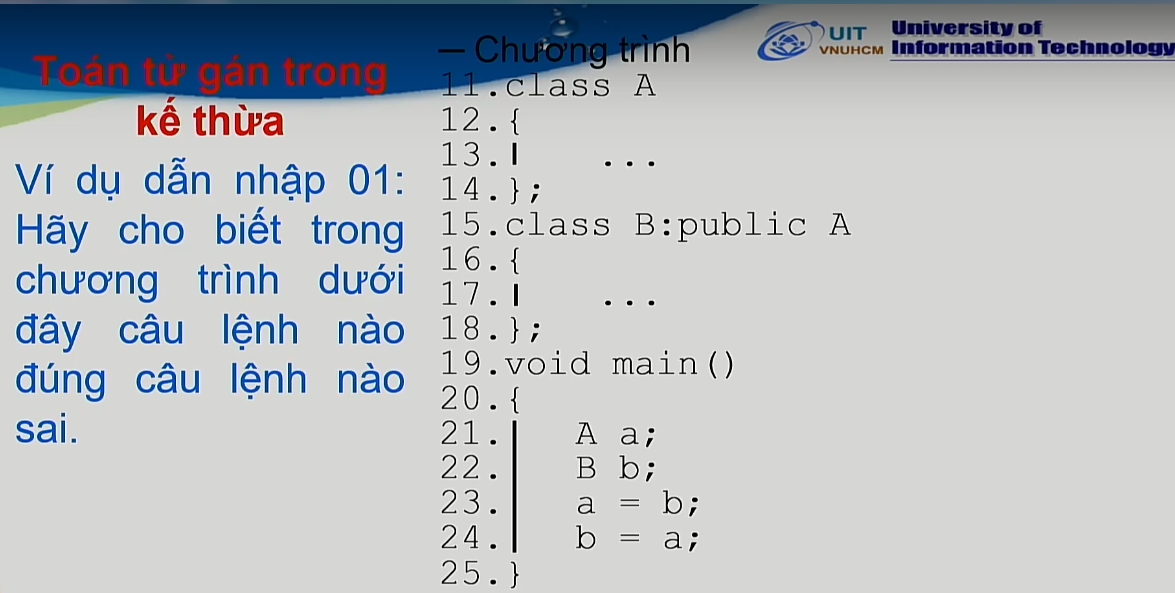 UIT
VNUHCM
University of
Information Technology
Toán tử gán trong
kế thừa
Ví dụ dẫn nhập 01:
Hãy cho biết trong
chương trình dưới
đây câu lệnh nào
đúng câu lệnh nào
sai.
— Chương trình
11.class A
12.{
13. ...
14.};
15.class B:public A
16.{
17. ...
18.};
19.void main()
20.{
21. A a;
22. B b;
23. a = b;
24. b = a;
25.}